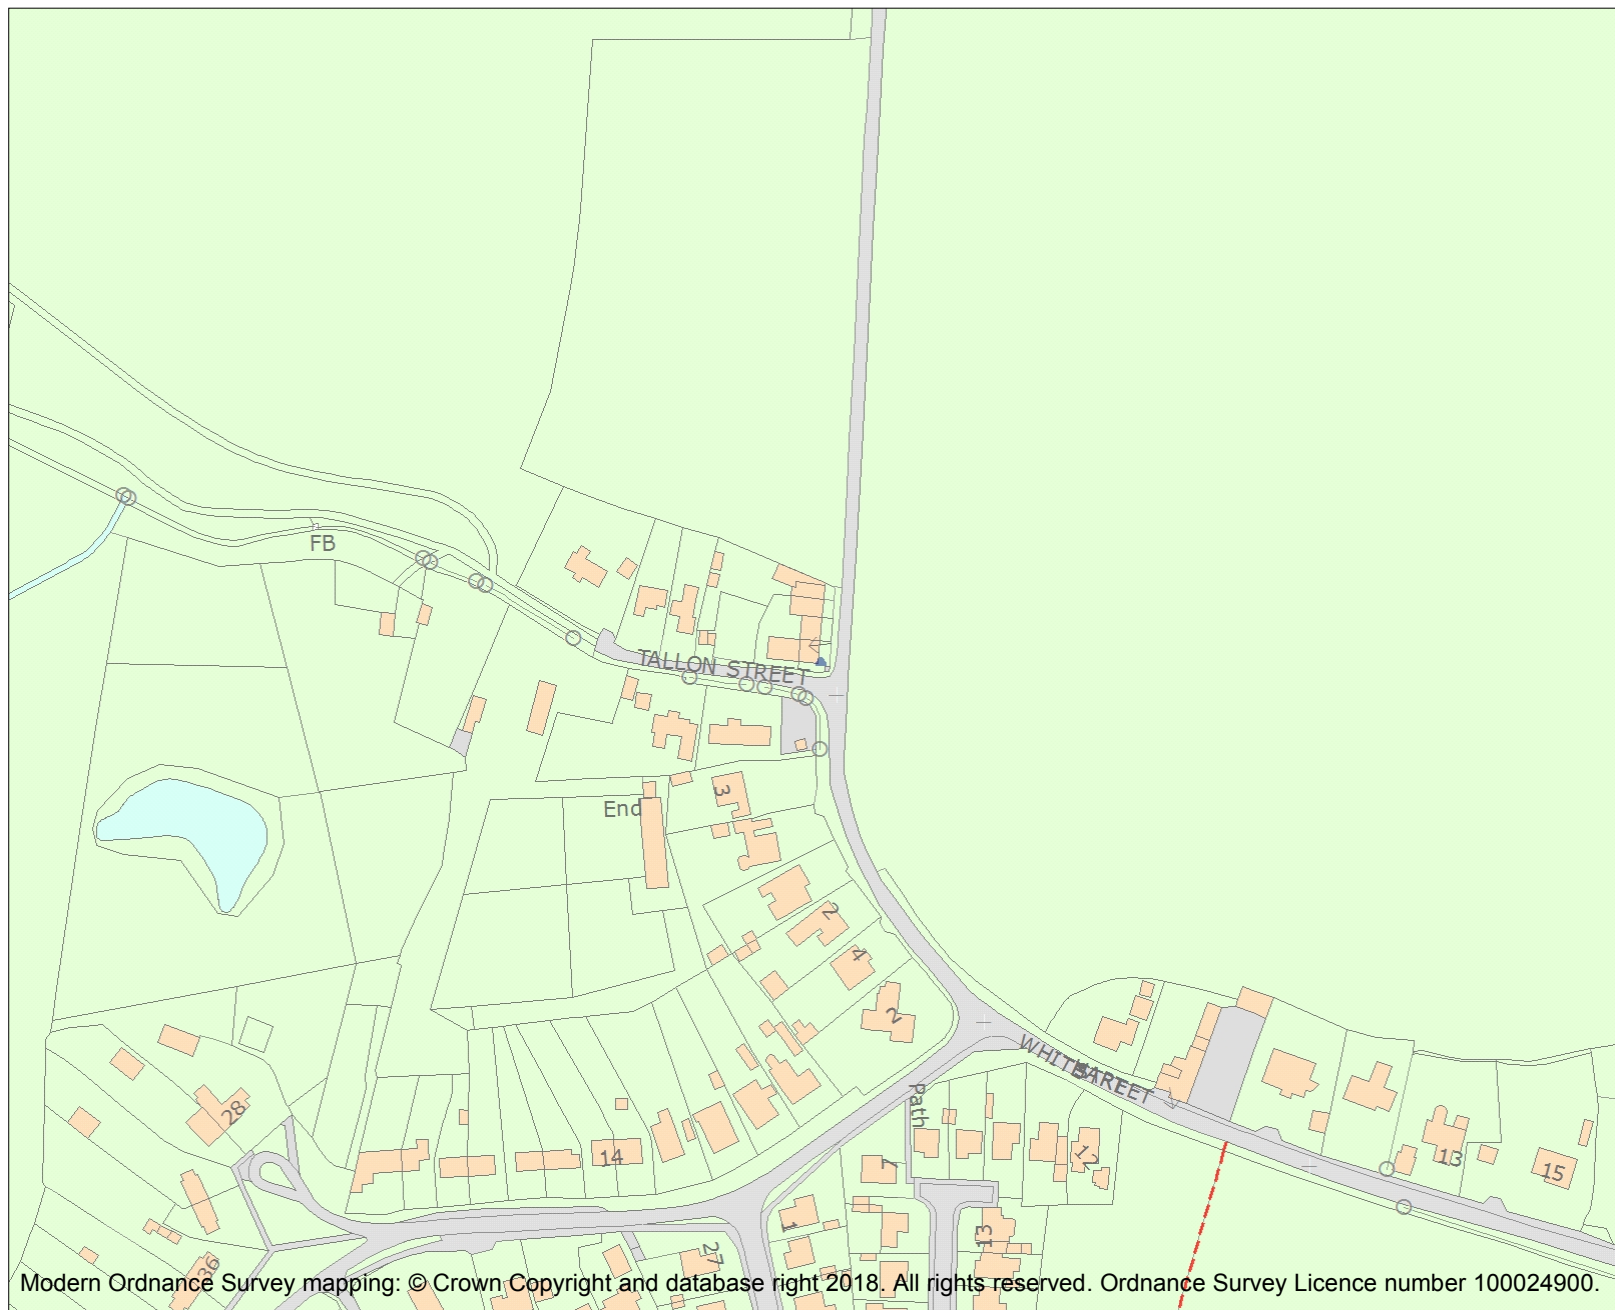 FB
TALLON STREET
End
3
2
4
2
WHITEHART
STREET
Path
28
14
12
7
13
15
1
13
27
36
Modern Ordnance Survey mapping: © Crown Copyright and database right 2018. All rights reserved. Ordnance Survey Licence number 100024900.